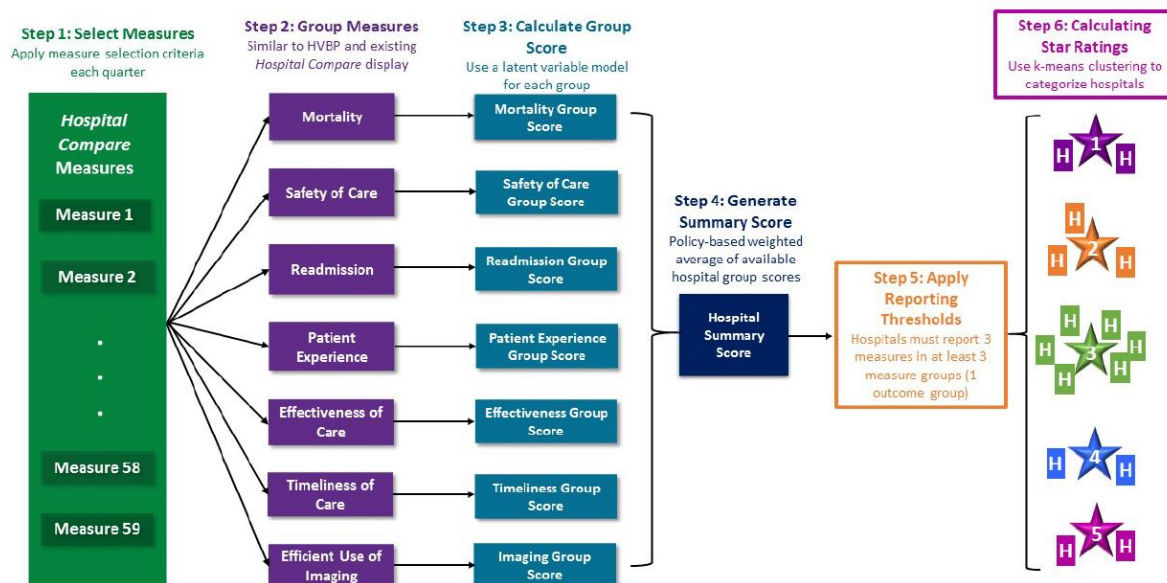 Step 1: Select Measures
Apply measure selection criteria
each quarter
Hospital
Compare
Measures
Measure 1
Measure 2
.
.
.
Measure 58
Measure 59
Step 2: Group Measures
Similar to HVBP and existing
Hospital Compare display
Mortality
Safety of Care
Readmission
Patient
Experience
Effectiveness of
Care
Timeliness of
Care
Efficient Use of
Imaging
Step 3: Calculate Group
Score
Use a latent variable model
for each group
Mortality Group
Score
Safety of Care
Group Score
Readmission Group
Score
Patient Experience
Group Score
Effectiveness Group
Score
Timeliness Group
Score
Imaging Group
Score
Step 4: Generate
Summary Score
Policy-based weighted
average of available
hospital group scores
Hospital
Summary
Score
Step 5: Apply
Reporting
Thresholds
Hospitals must report 3
measures in at least 3
measure groups (1
outcome group)
Step 6: Calculating
Star Ratings
Use k-means clustering to
categorize hospitals
H 1 H
H
H 2 H
H H
H 3 H
H H
H 4 H
H 5 H